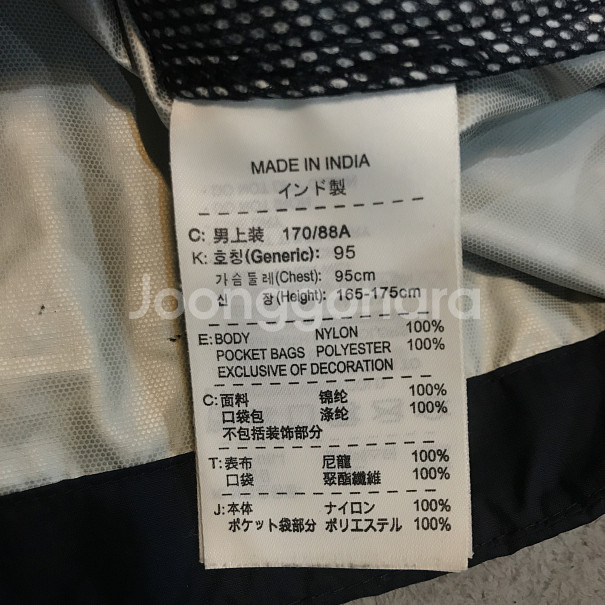 MADE IN INDIA
インド製
C: 男上装 170/88A
K: 호칭(Generic): 95
가슴둘레(Chest): 95cm
신 장(Height): 165-175cm
Joonggonara
E: BODY NYLON 100%
POCKET BAGS POLYESTER 100%
EXCLUSIVE OF DECORATION
C: 面料 锦纶 100%
口袋包 涤纶 100%
不包括装饰部分
T: 表布 尼龍 100%
口袋 聚酯纖維 100%
J: 本体 ナイロン 100%
ポケット袋部分 ポリエステル 100%